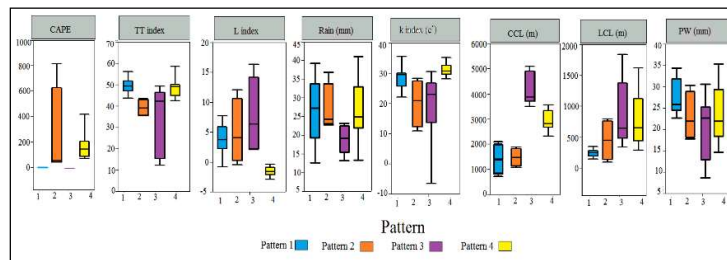 CAPE TT index L index Rain (mm) k index (c°) CCL (m) LCL (m) PW (mm)
1000 70 20 45 40 6000 2000 35
800 60 15 40 5000 1500 30
600 50 35 30 4000 25
400 40 10 30 20 3000 1000 20
200 30 5 25 2000 500 15
20 0 20 10 1000 10
0 10 -5 15 0 0 0 5
10
1 2 3 4 1 2 3 4 1 2 3 4 1 2 3 4 1 2 3 4 1 2 3 4 1 2 3 4 1 2 3 4
Pattern
Pattern 1 Pattern 2 Pattern 3 Pattern 4